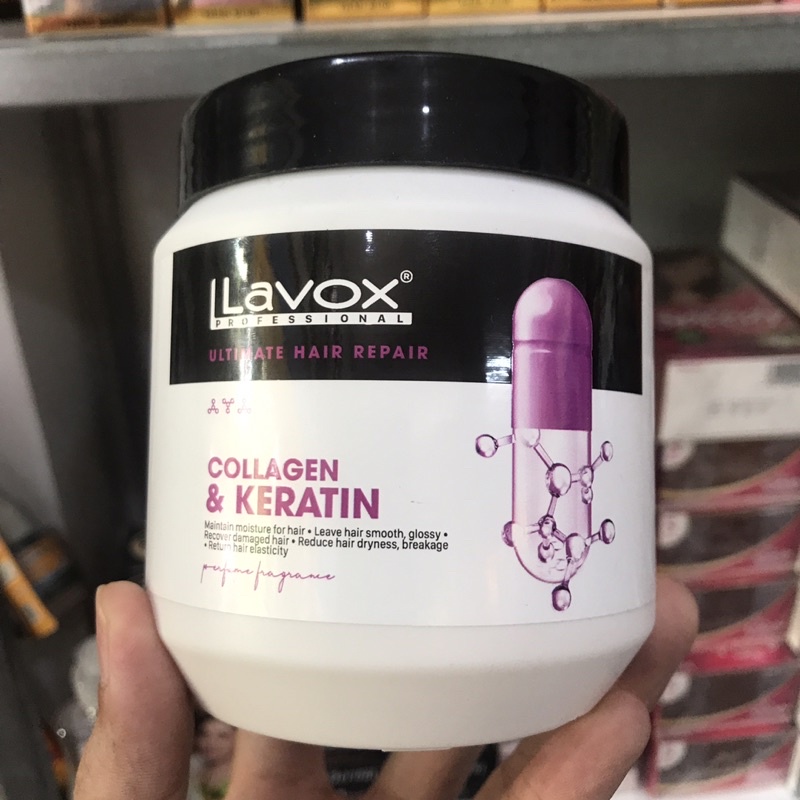 LavoX®
PROFESSIONAL
ULTIMATE HAIR REPAIR
COLLAGEN
& KERATIN
Maintain moisture for hair • Leave hair smooth, glossy •
Recover damaged hair • Reduce hair dryness, breakage
• Return hair elasticity
perfume fragrance